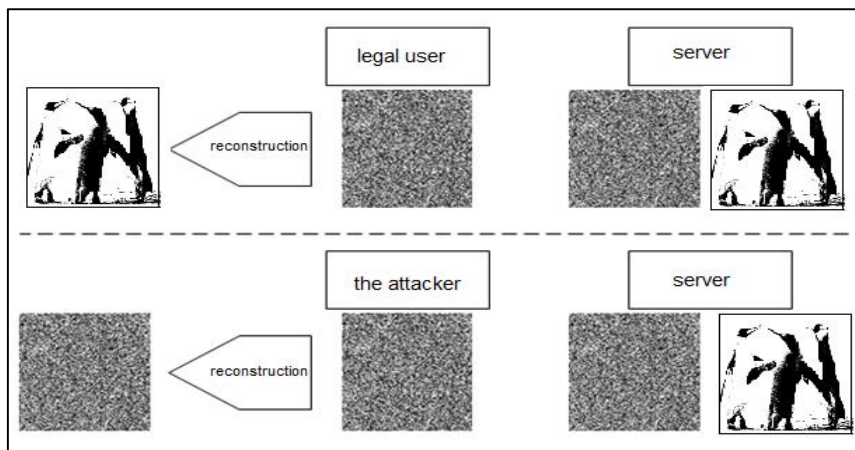 legal user
server
reconstruction
the attacker
server
reconstruction